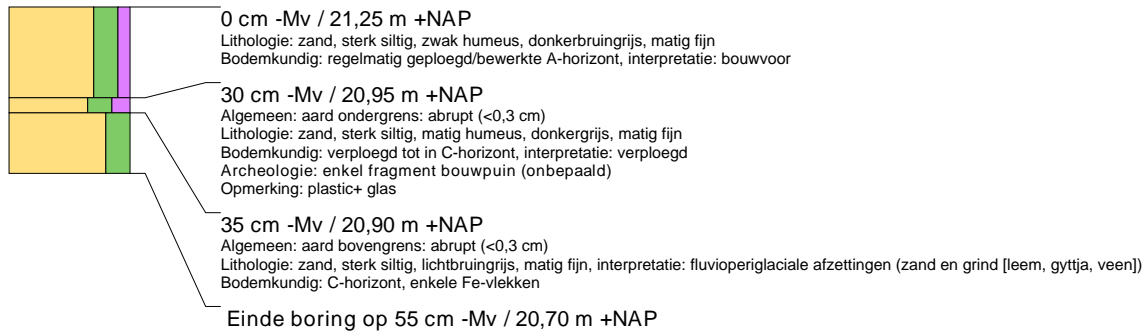 0 cm -Mv / 21,25 m +NAP
Lithologie: zand, sterk siltig, zwak humeus, donkerbruingrijs, matig fijn
Bodemkundig: regelmatig geploegd/bewerkte A-horizont, interpretatie: bouwvoor
30 cm -Mv / 20,95 m +NAP
Algemeen: aard ondergrens: abrupt (<0,3 cm)
Lithologie: zand, sterk siltig, matig humeus, donkergrijs, matig fijn
Bodemkundig: verploegd tot in C-horizont, interpretatie: verploegd
Archeologie: enkel fragment bouwpuin (onbepaald)
Opmerking: plastic+ glas
35 cm -Mv / 20,90 m +NAP
Algemeen: aard bovengrens: abrupt (<0,3 cm)
Lithologie: zand, sterk siltig, lichtbruingrijs, matig fijn, interpretatie: fluvioperiglaciale afzettingen (zand en grind [leem, gyttja, veen])
Bodemkundig: C-horizont, enkele Fe-vlekken
Einde boring op 55 cm -Mv / 20,70 m +NAP